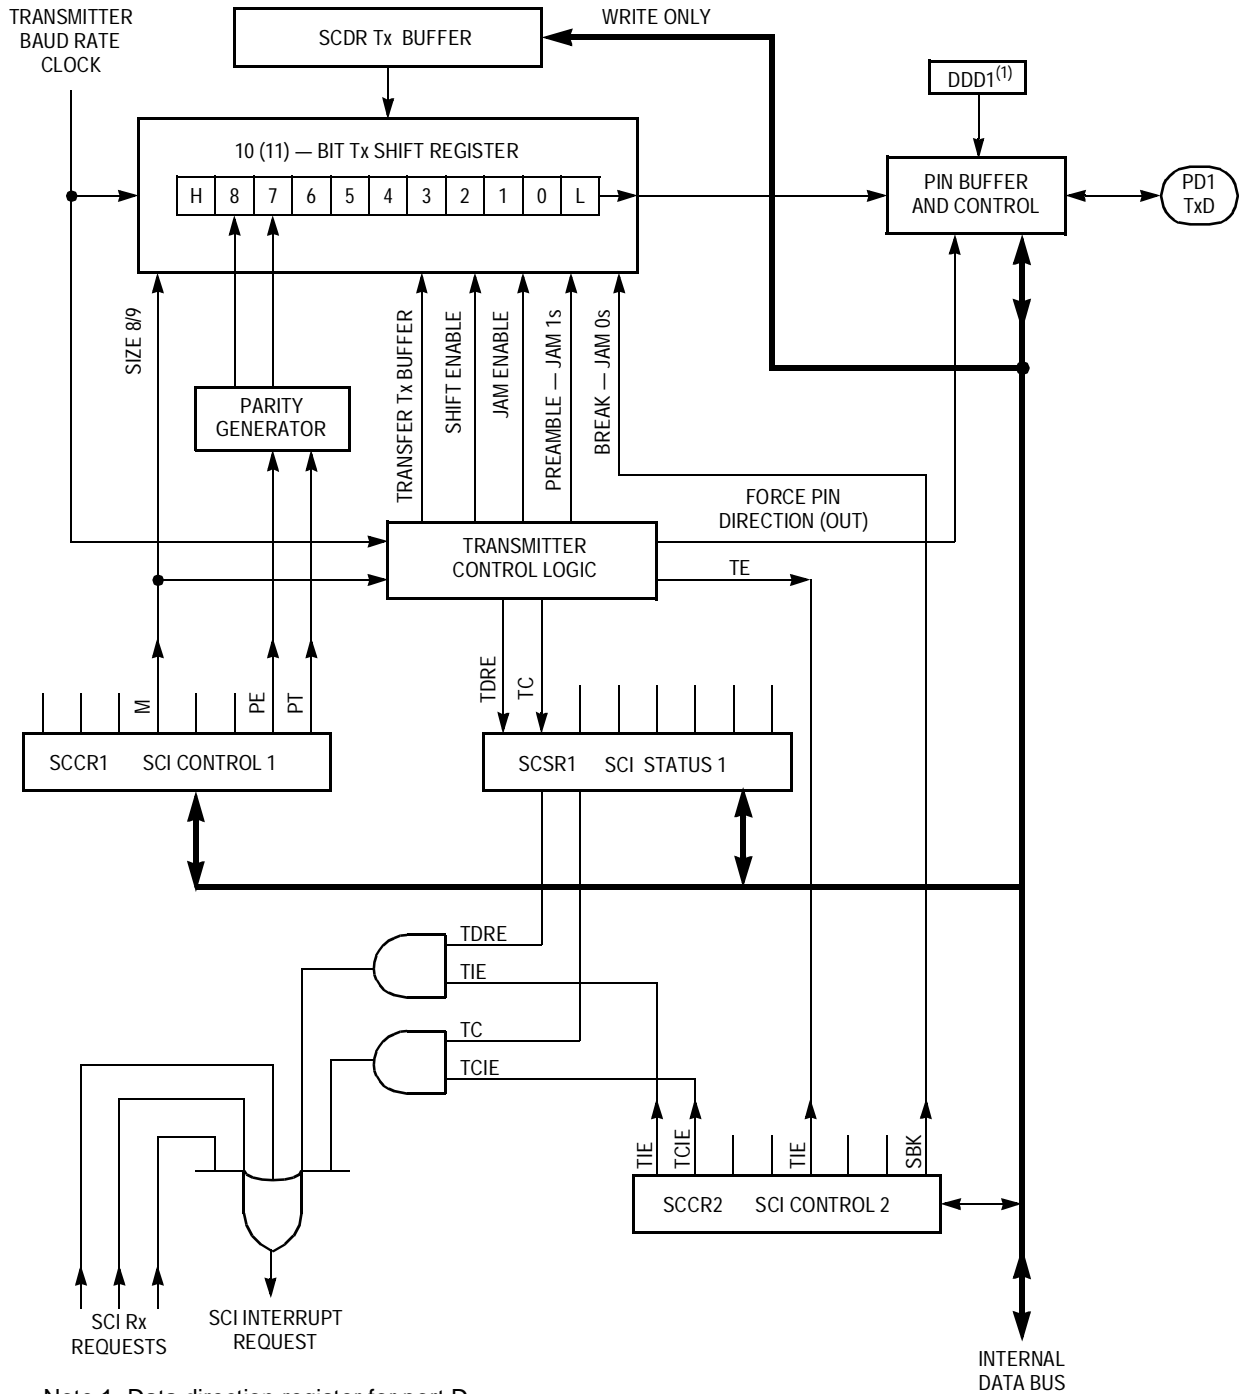 TRANSMITTER
BAUD RATE
CLOCK
SCDR Tx BUFFER
WRITE ONLY
DDD1(1)
10 (11) — BIT Tx SHIFT REGISTER
H 8 7 6 5 4 3 2 1 0 L
PIN BUFFER
AND CONTROL
PD1
TxD
SIZE 8/9
TRANSFER Tx BUFFER
SHIFT ENABLE
JAM ENABLE
PREAMBLE — JAM 1s
BREAK — JAM 0s
PARITY
GENERATOR
FORCE PIN
DIRECTION (OUT)
TRANSMITTER
CONTROL LOGIC
TE
TDRE
TC
M
PE
PT
SCCR1 SCI CONTROL 1
SCSR1 SCI STATUS 1
TDRE
TIE
TC
TCIE
TIE
TCIE
TIE
SBK
SCCR2 SCI CONTROL 2
SCI Rx
REQUESTS
SCI INTERRUPT
REQUEST
INTERNAL
DATA BUS
Note 1. Data direction register for port D